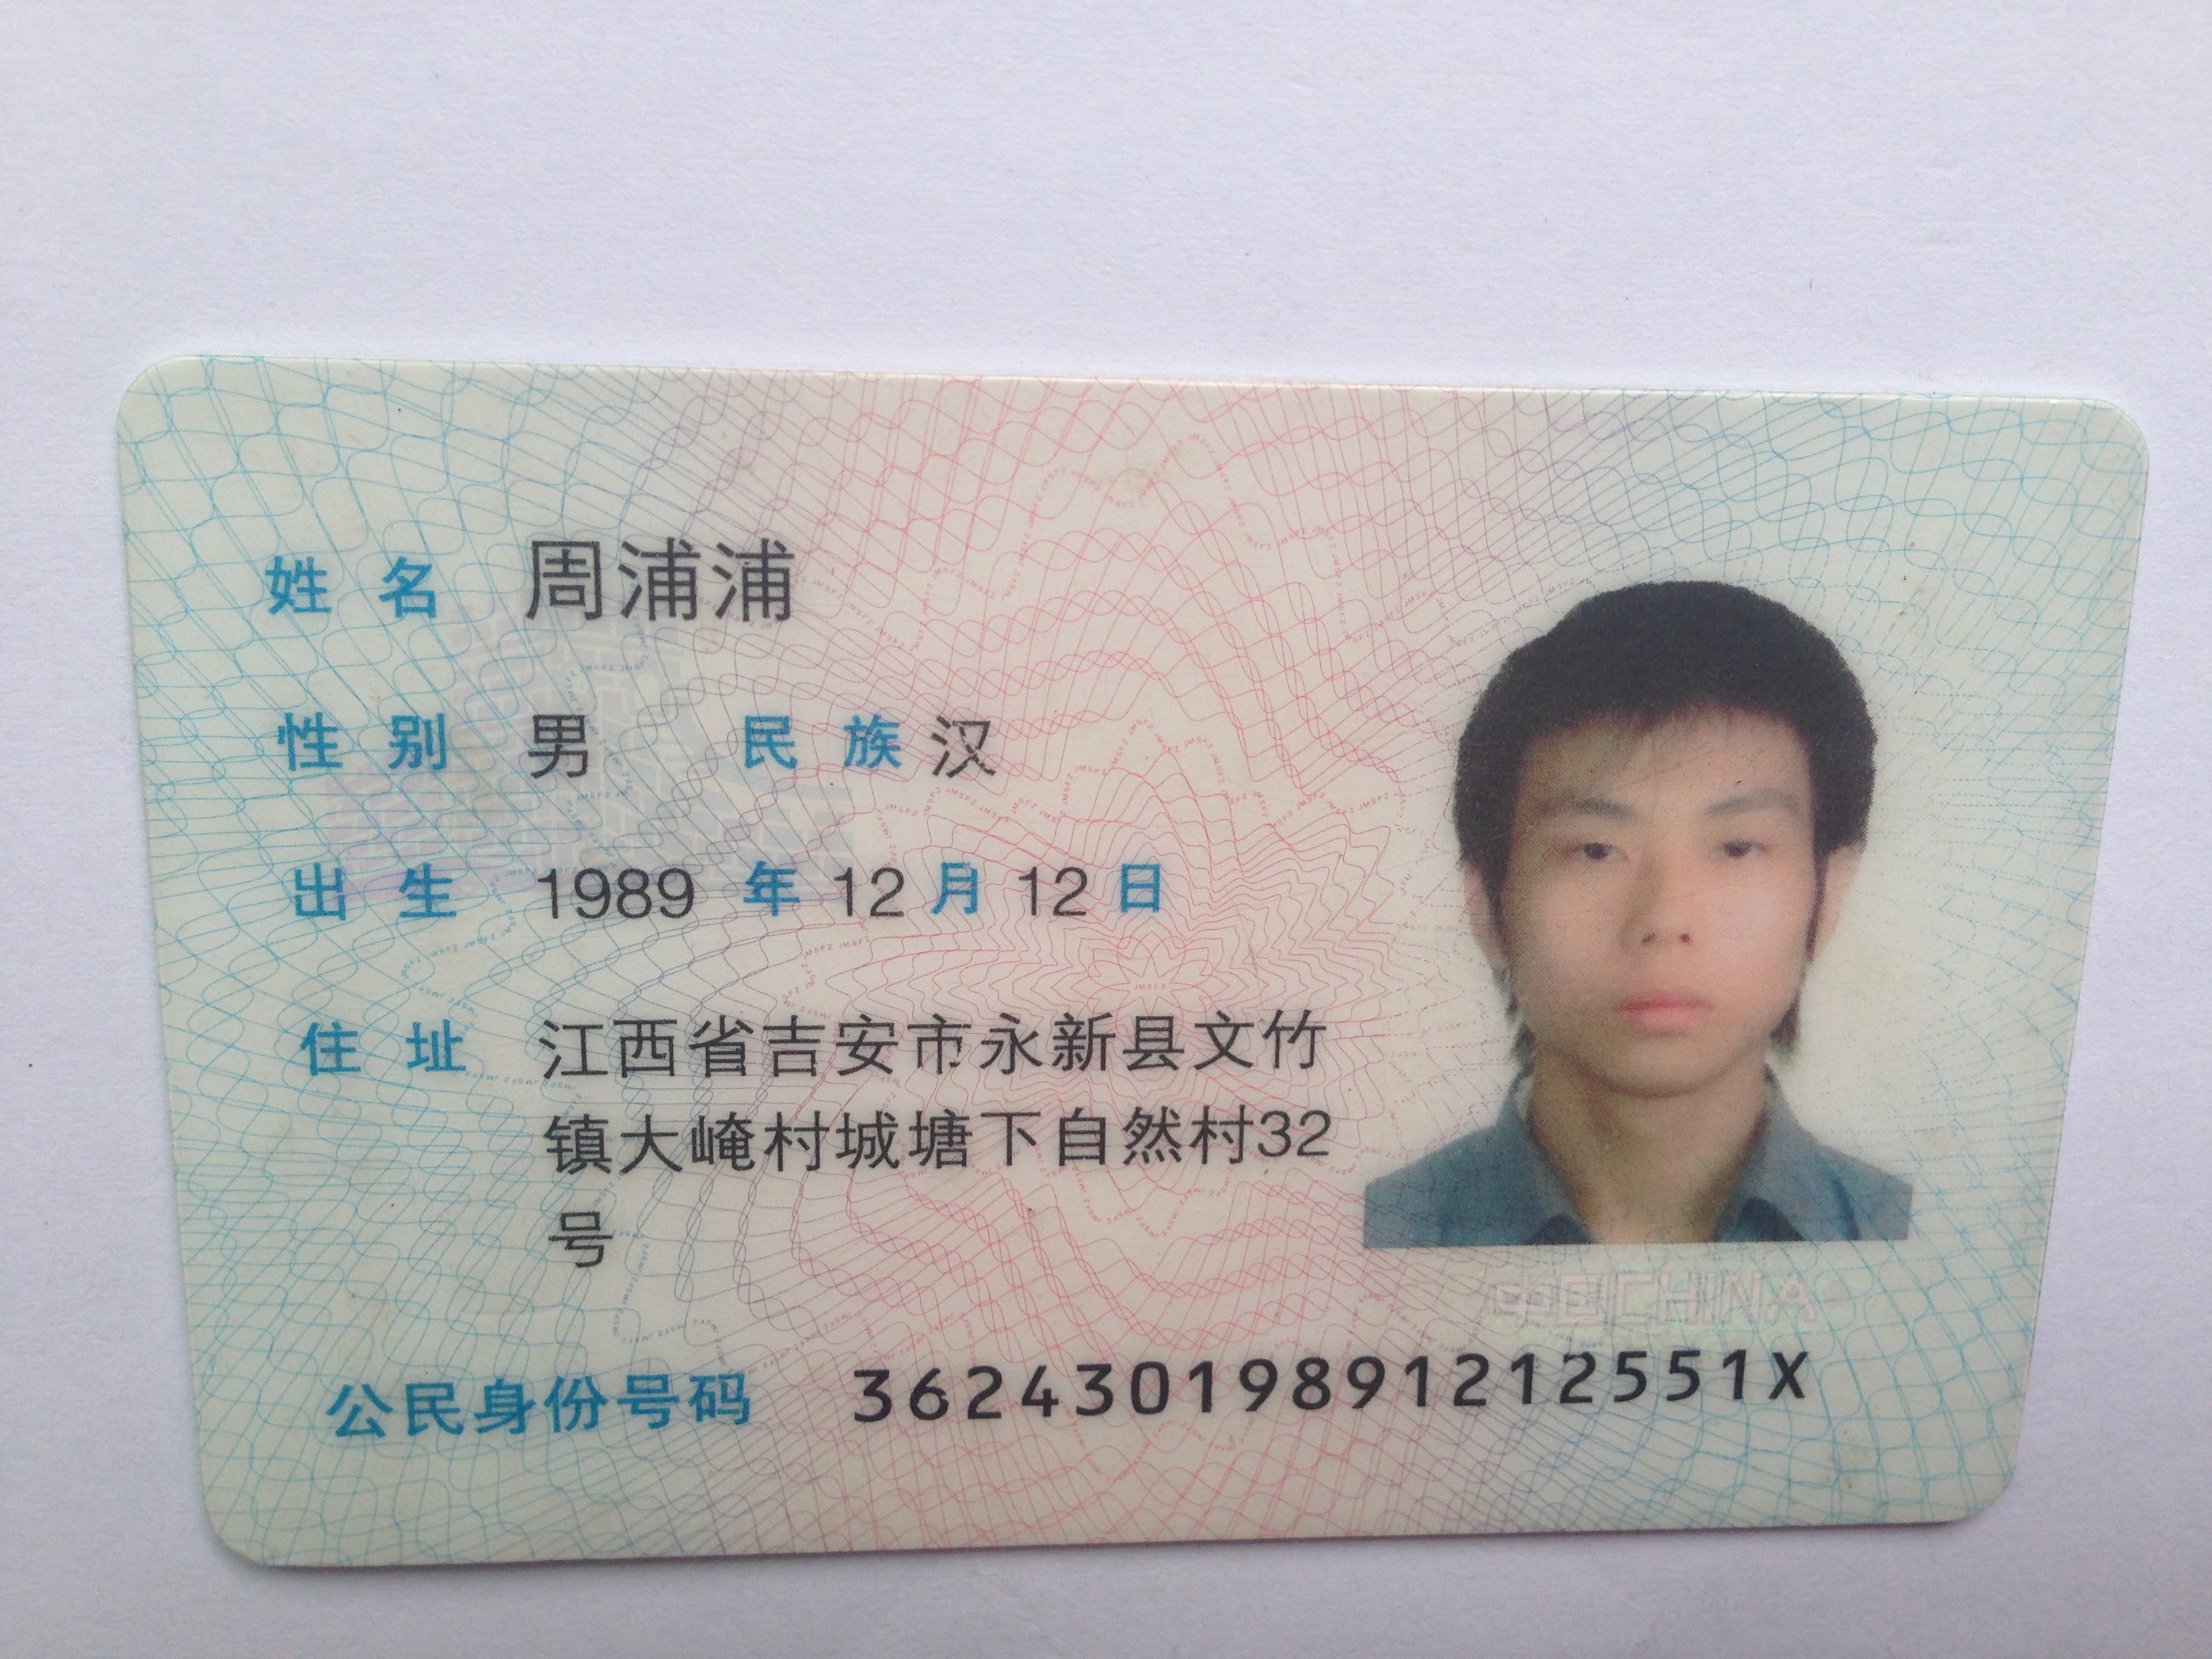 姓名 周浦浦
性别 男 民族 汉
出生 1989 年 12 月 12 日
住址 江西省吉安市永新县文竹
镇大崦村城塘下自然村32
号
中国CHINA
公民身份号码 36243019891212551X